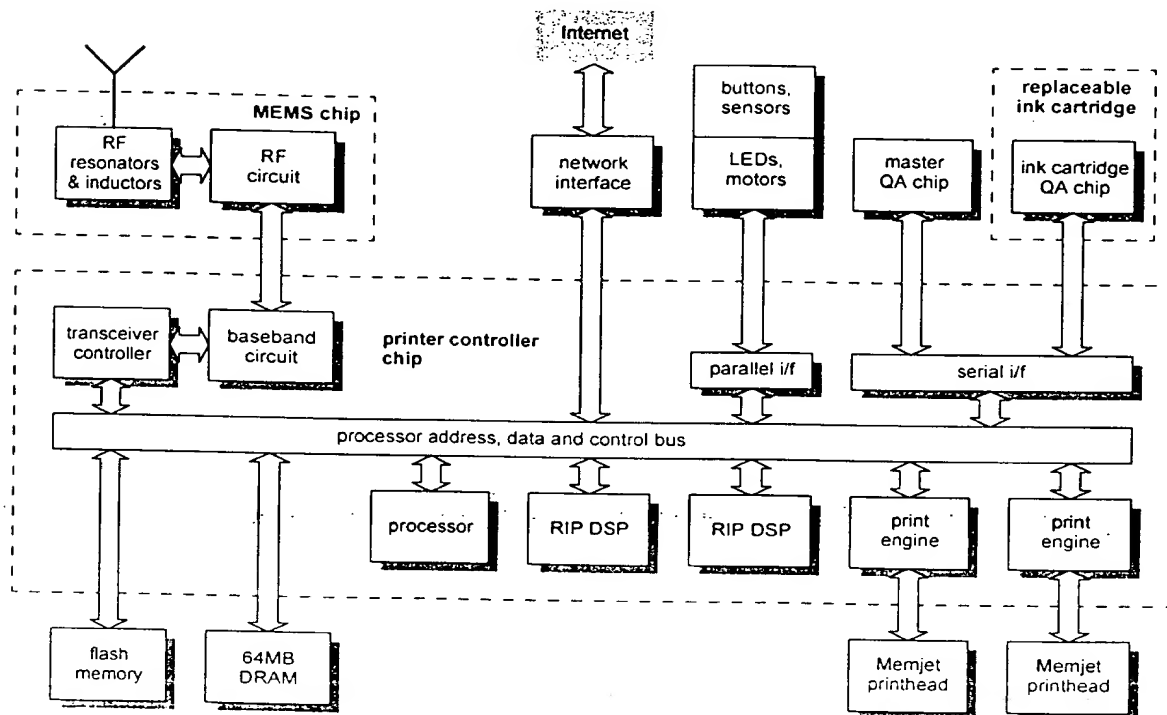 Internet
MEMS chip
RF
resonators
& inductors
RF
circuit
network
interface
buttons,
sensors
LEDs,
motors
master
QA chip
replaceable
ink cartridge
ink cartridge
QA chip
transceiver
controller
baseband
circuit
printer controller
chip
parallel i/f
serial i/f
processor address, data and control bus
processor
RIP DSP
RIP DSP
print
engine
print
engine
flash
memory
64MB
DRAM
Memjet
printhead
Memjet
printhead